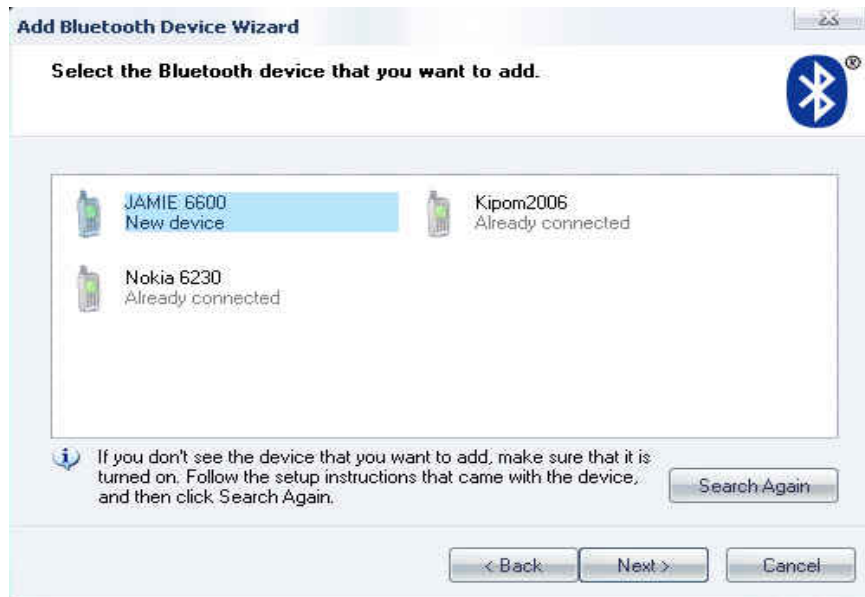 Add Bluetooth Device Wizard
Select the Bluetooth device that you want to add.
®
JAMIE 6600
New device
Kipom2006
Already connected
Nokia 6230
Already connected
If you don't see the device that you want to add, make sure that it is
turned on. Follow the setup instructions that came with the device,
and then click Search Again.
Search Again
< Back
Next >
Cancel